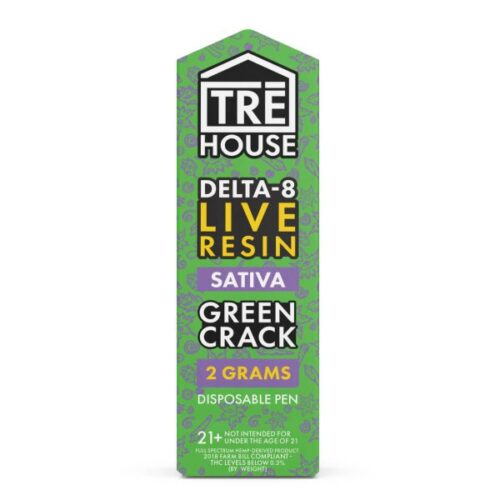 TRĒ
HOUSE
DELTA-8
LIVE
RESIN
SATIVA
GREEN
CRACK
2 GRAMS
DISPOSABLE PEN
21+ NOT INTENDED FOR
UNDER THE AGE OF 21
FULL SPECTRUM HEMP-DERIVED PRODUCT
2018 FARM BILL COMPLIANT -
THC LEVELS BELOW 0.3%
(BY WEIGHT)